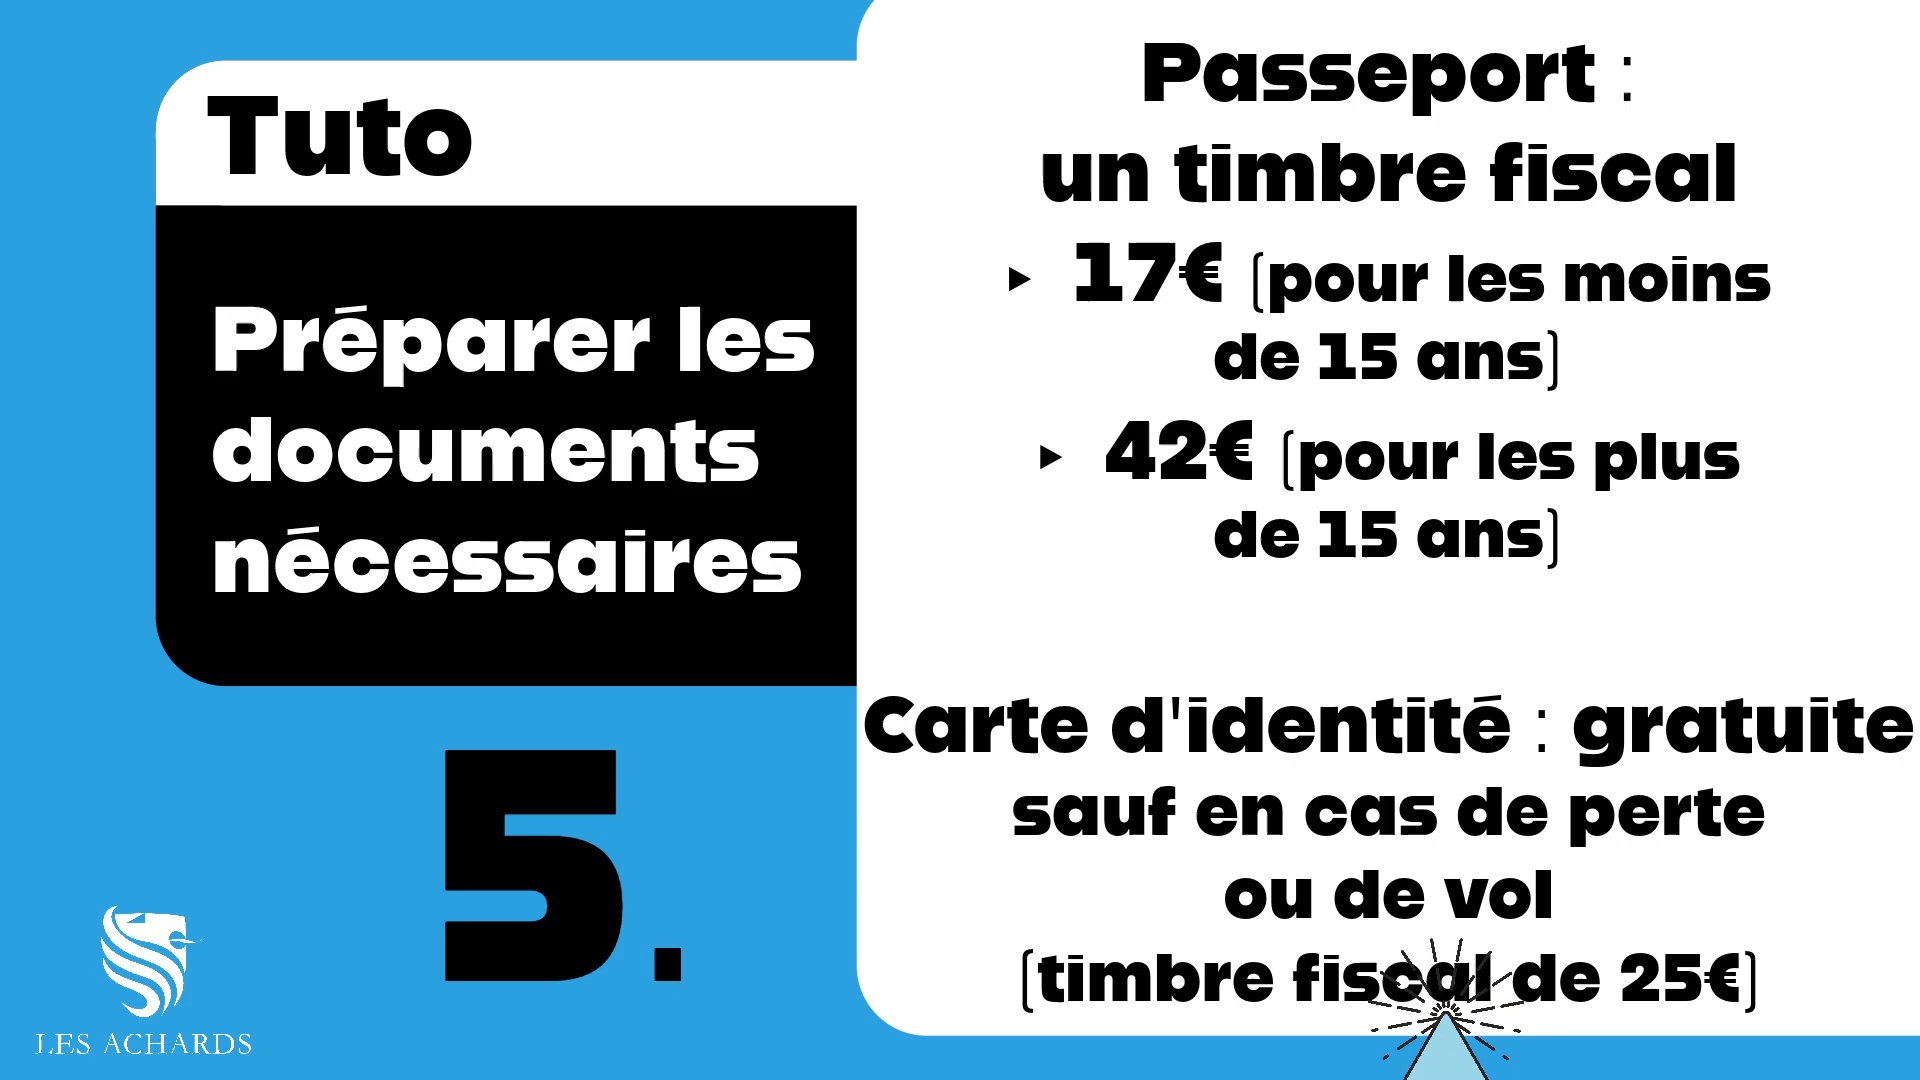 Tuto
Préparer les
documents
nécessaires
5.
LES ACHARDS
Passeport :
un timbre fiscal
▸ 17€ (pour les moins
de 15 ans)
▸ 42€ (pour les plus
de 15 ans)
Carte d'identité : gratuite
sauf en cas de perte
ou de vol
(timbre fiscal de 25€)